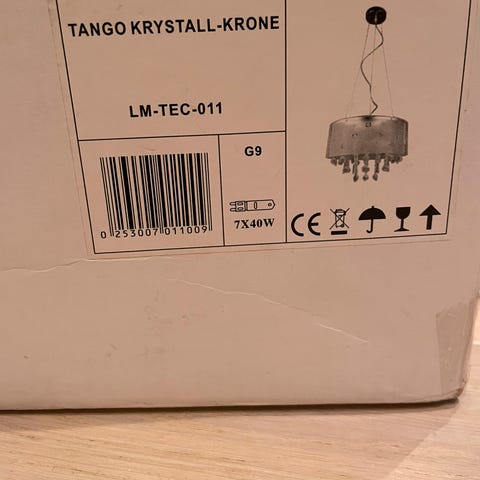 TANGO KRYSTALL-KRONE
LM-TEC-011
G9
7X40W
0 253007 011009
CE